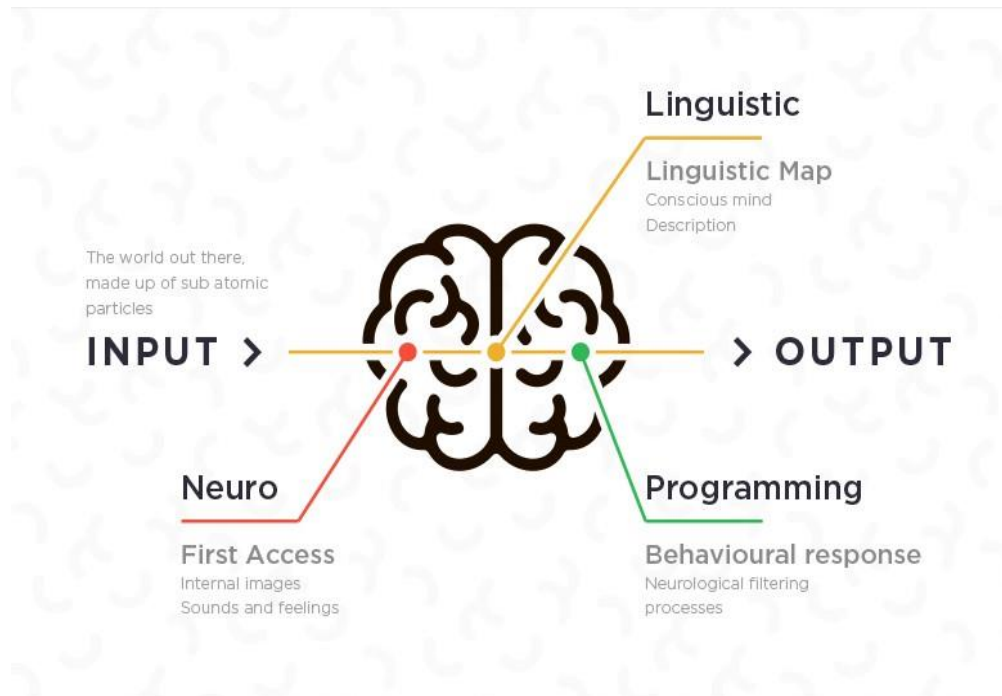 Linguistic
Linguistic Map
Conscious mind
Description
The world out there,
made up of sub atomic
particles
INPUT >
> OUTPUT
Neuro
First Access
Internal images
Sounds and feelings
Programming
Behavioural response
Neurological filtering
processes